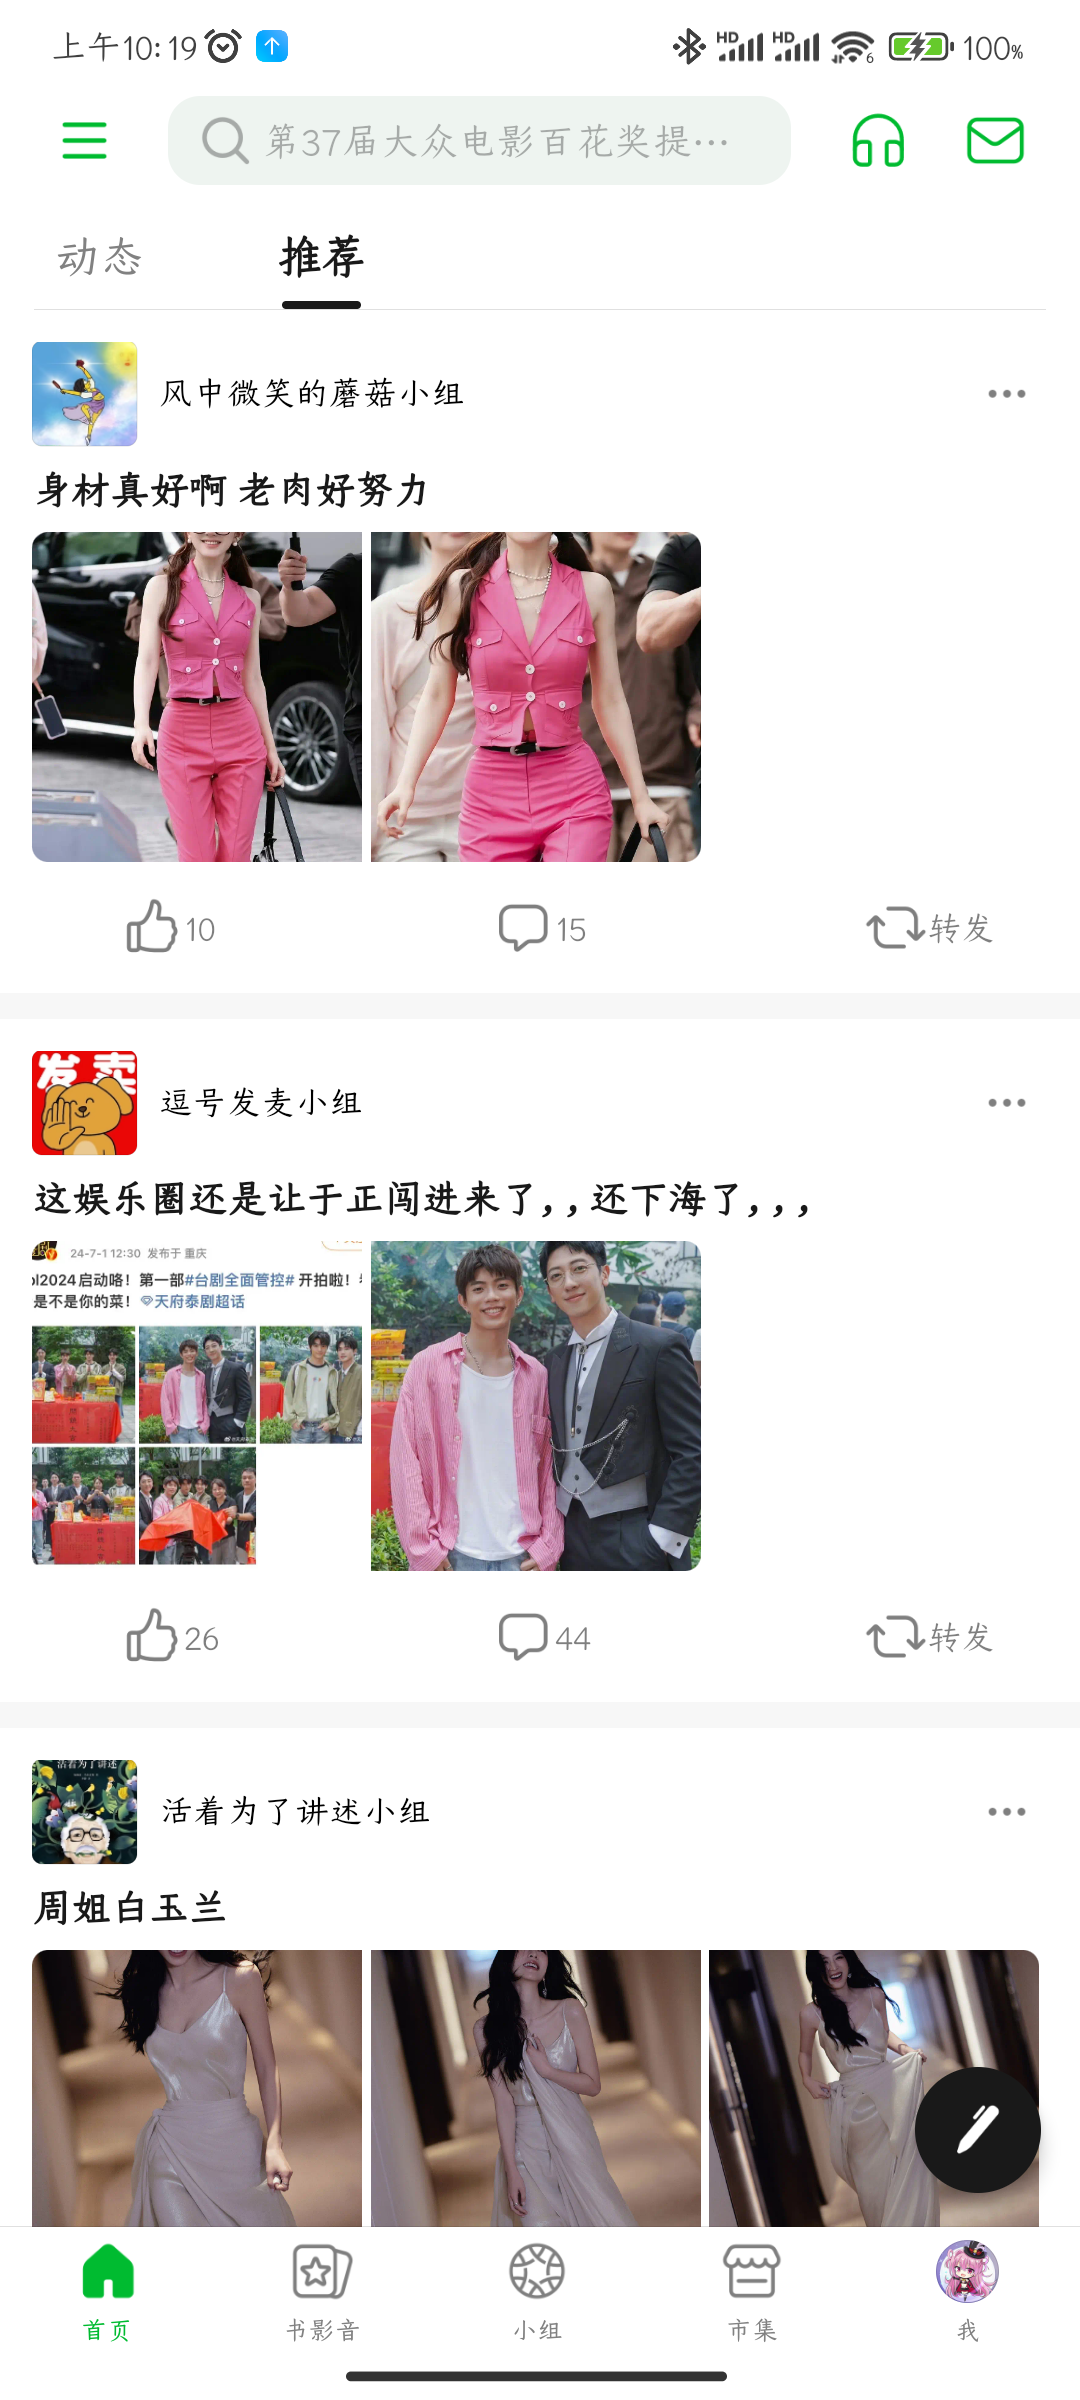 上午10:19
HD HD 6 100%
第37届大众电影百花奖提…
动态 推荐
风中微笑的蘑菇小组
身材真好啊 老肉好努力
10 15 转发
发 卖
逗号发麦小组
这娱乐圈还是让于正闯进来了，，还下海了，，，
24-7-1 12:30 发布于 重庆
2024启动咯！第一部#台剧全面管控# 开拍啦！
是不是你的菜！天府泰剧超话
26 44 转发
活着为了讲述
活着为了讲述小组
周姐白玉兰
首页 书影音 小组 市集 我